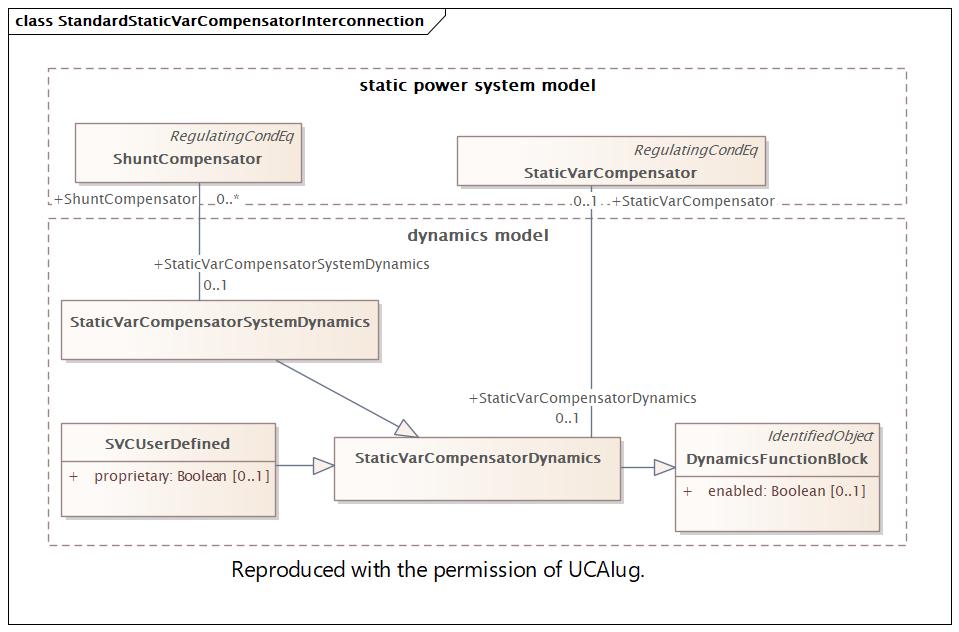 class StandardStaticVarCompensatorInterconnection
static power system model
RegulatingCondEq
ShuntCompensator
RegulatingCondEq
StaticVarCompensator
+ShuntCompensator 0..*
0..1 +StaticVarCompensator
dynamics model
+StaticVarCompensatorSystemDynamics
0..1
StaticVarCompensatorSystemDynamics
+StaticVarCompensatorDynamics
0..1
SVCUserDefined
+ proprietary: Boolean [0..1]
StaticVarCompensatorDynamics
IdentifiedObject
DynamicsFunctionBlock
+ enabled: Boolean [0..1]
Reproduced with the permission of UCAIug.